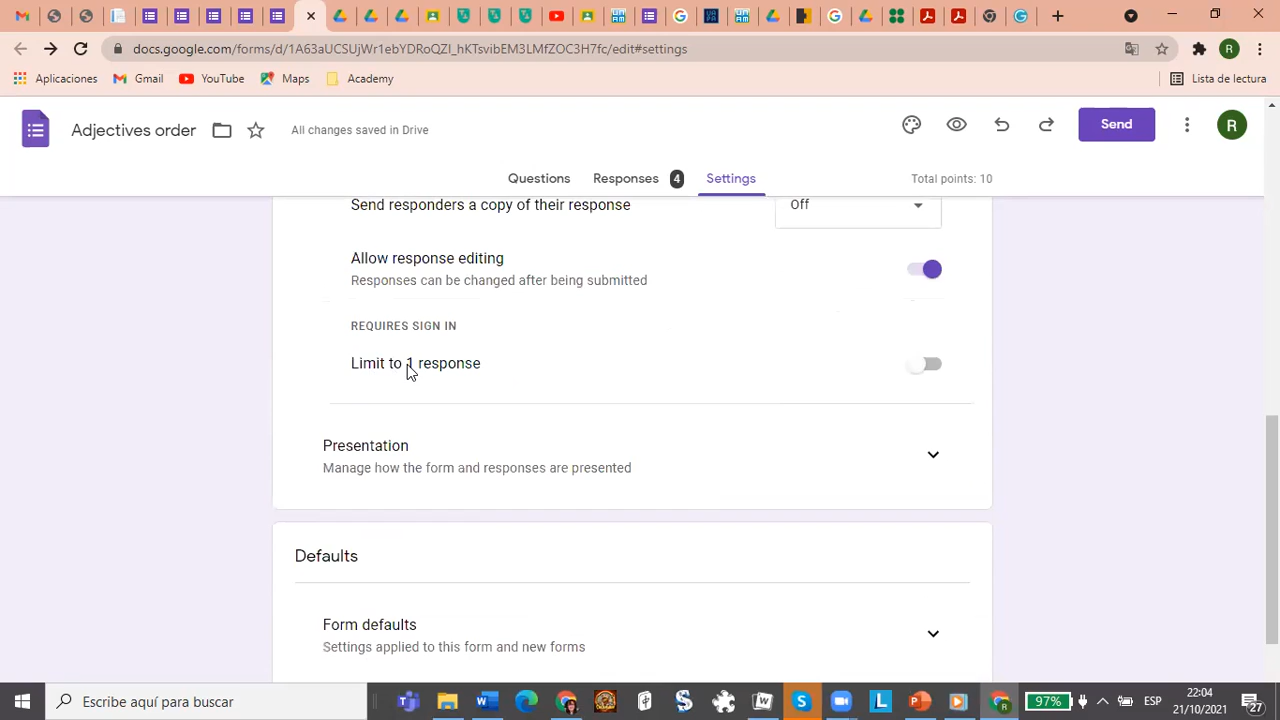 docs.google.com/forms/d/1A63aUCSUjWr1ebYDRoQZI_hKTsvibEM3LMfZOC3H7fc/edit#settings
R
Aplicaciones
Gmail
YouTube
Maps
Academy
Lista de lectura
Adjectives order
All changes saved in Drive
Send
R
Questions
Responses 4
Settings
Total points: 10
Send responders a copy of their response
Off
Allow response editing
Responses can be changed after being submitted
REQUIRES SIGN IN
Limit to 1 response
Presentation
Manage how the form and responses are presented
Defaults
Form defaults
Settings applied to this form and new forms
Escribe aquí para buscar
97%
ESP
22:04
21/10/2021
27